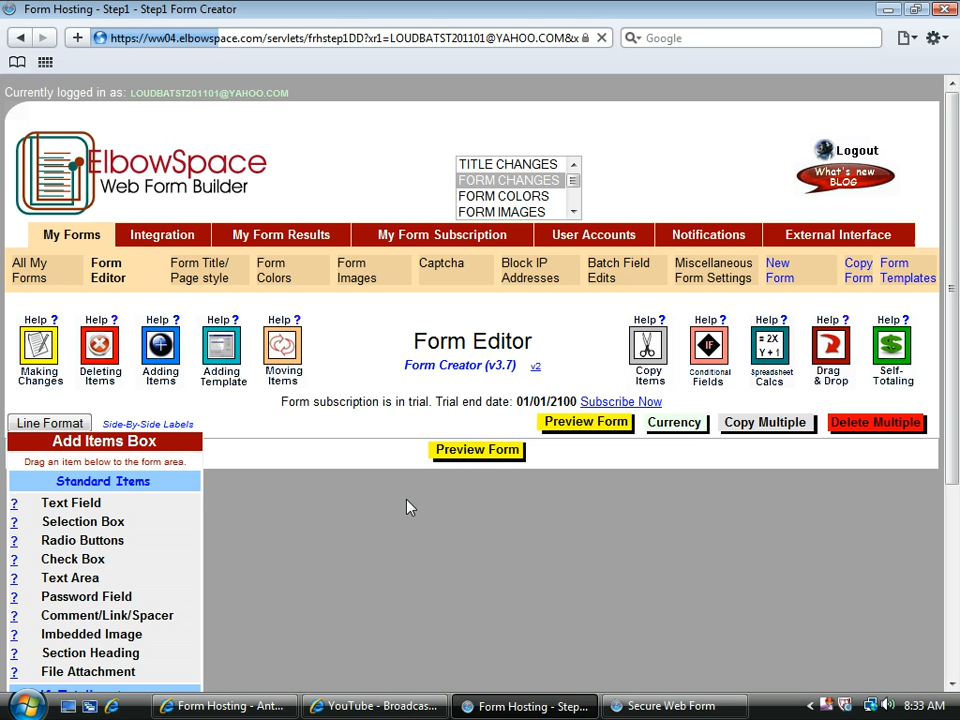 Form Hosting - Step1 - Step1 Form Creator
https://ww04.elbowspace.com/servlets/frhstep1DD?xr1=LOUDBATST201101@YAHOO.COM&x
Google
Currently logged in as: LOUDBATST201101@YAHOO.COM
ElbowSpace
Web Form Builder
TITLE CHANGES
FORM CHANGES
FORM COLORS
FORM IMAGES
Logout
What's new
BLOG
My Forms Integration My Form Results My Form Subscription User Accounts Notifications External Interface
All My Forms
Form Editor
Form Title/ Page style
Form Colors
Form Images
Captcha
Block IP Addresses
Batch Field Edits
Miscellaneous Form Settings
New Form
Copy Form
Form Templates
Help ? Help ? Help ? Help ? Help ? Help ? Help ? Help ? Help ? Help ?
IF
= 2X
Y + 1
$
Making Changes
Deleting Items
Adding Items
Adding Template
Moving Items
Form Editor
Form Creator (v3.7) v2
Copy Items
Conditional Fields
Spreadsheet Calcs
Drag & Drop
Self-Totaling
Form subscription is in trial. Trial end date: 01/01/2100 Subscribe Now
Line Format Side-By-Side Labels Preview Form Currency Copy Multiple Delete Multiple
Add Items Box
Preview Form
Drag an item below to the form area.
Standard Items
? Text Field
? Selection Box
? Radio Buttons
? Check Box
? Text Area
? Password Field
? Comment/Link/Spacer
? Imbedded Image
? Section Heading
? File Attachment
Form Hosting - Ant... YouTube - Broadcas... Form Hosting - Step... Secure Web Form 8:33 AM